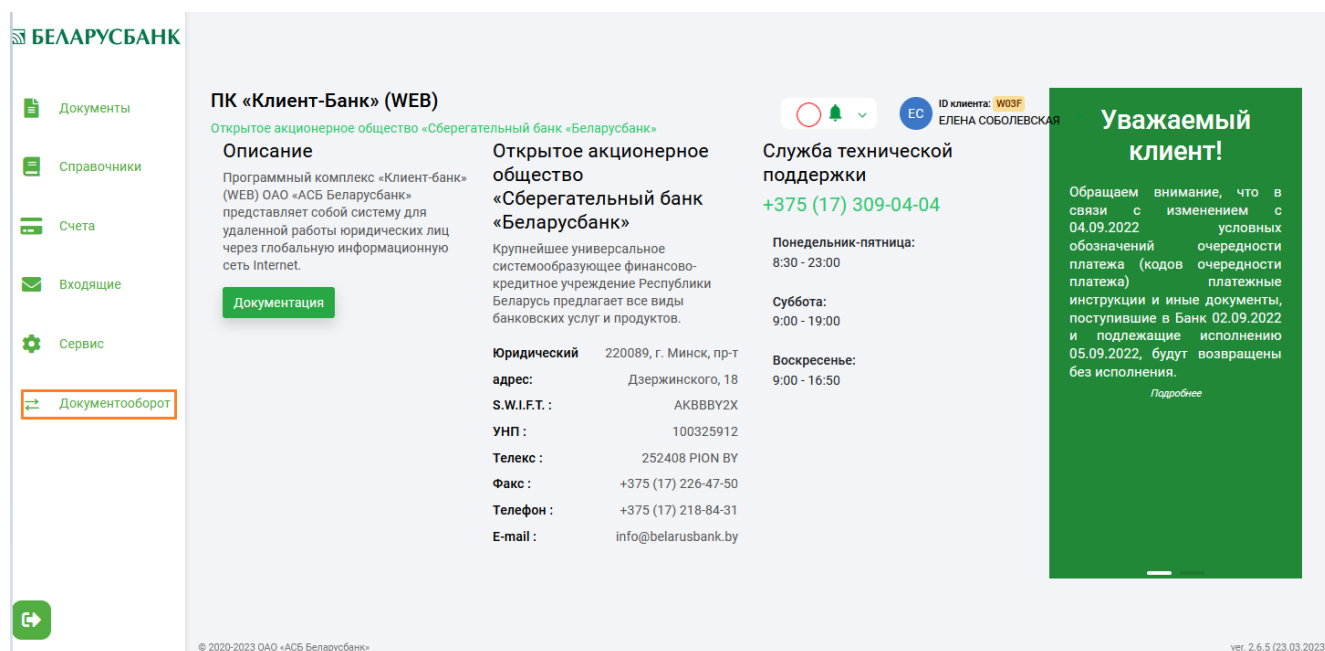 БЕЛАРУСБАНК
Документы
Справочники
Счета
Входящие
Сервис
Документооборот
ПК «Клиент-Банк» (WEB)
Открытое акционерное общество «Сберегательный банк «Беларусбанк»
ЕС
ID клиента: W03F
ЕЛЕНА СОБОЛЕВСКАЯ
Описание
Программный комплекс «Клиент-банк»
(WEB) ОАО «АСБ Беларусбанк»
представляет собой систему для
удаленной работы юридических лиц
через глобальную информационную
сеть Internet.
Документация
Открытое акционерное
общество
«Сберегательный банк
«Беларусбанк»
Крупнейшее универсальное
системообразующее финансово-
кредитное учреждение Республики
Беларусь предлагает все виды
банковских услуг и продуктов.
Юридический 220089, г. Минск, пр-т
адрес: Дзержинского, 18
S.W.I.F.T. : AKBBBY2X
УНП : 100325912
Телекс : 252408 PION BY
Факс : +375 (17) 226-47-50
Телефон : +375 (17) 218-84-31
E-mail : info@belarusbank.by
Служба технической
поддержки
+375 (17) 309-04-04
Понедельник-пятница:
8:30 - 23:00
Суббота:
9:00 - 19:00
Воскресенье:
9:00 - 16:50
Уважаемый
клиент!
Обращаем внимание, что в
связи с изменением с
04.09.2022 условных
обозначений очередности
платежа (кодов очередности
платежа) платежные
инструкции и иные документы,
поступившие в Банк 02.09.2022
и подлежащие исполнению
05.09.2022, будут возвращены
без исполнения.
Подробнее
© 2020-2023 ОАО «АСБ Беларусбанк»
ver. 2.6.5 (23.03.2023